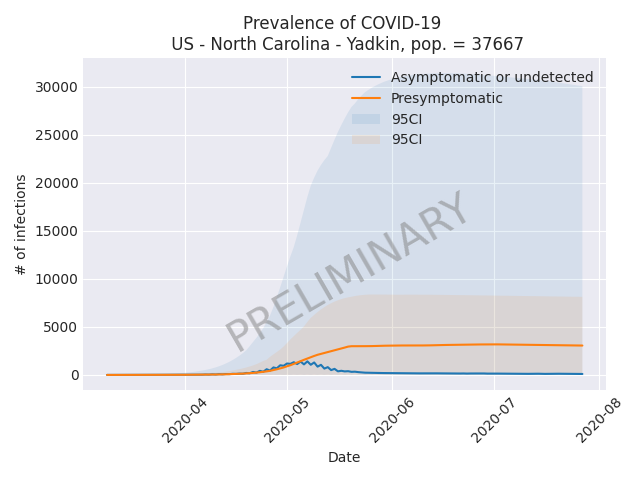 Prevalence of COVID-19
US - North Carolina - Yadkin, pop. = 37667
Asymptomatic or undetected
Presymptomatic
95CI
95CI
30000
25000
20000
15000
10000
5000
0
# of infections
PRELIMINARY
2020-04
2020-05
2020-06
2020-07
2020-08
Date